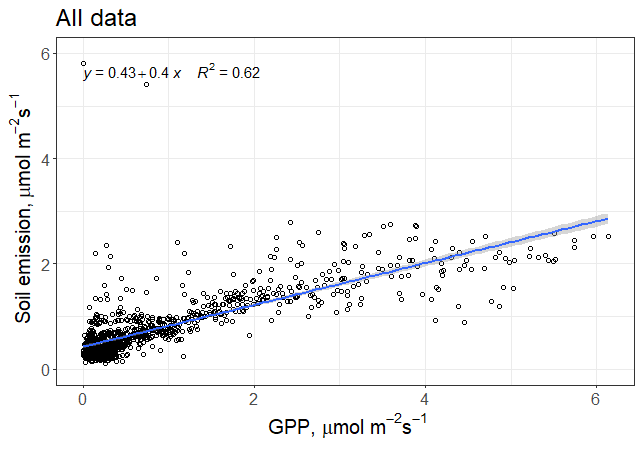 All data
y = 0.43 + 0.4 x R² = 0.62
Soil emission, μmol m⁻²s⁻¹
6
4
2
0
0 2 4 6
GPP, μmol m⁻²s⁻¹